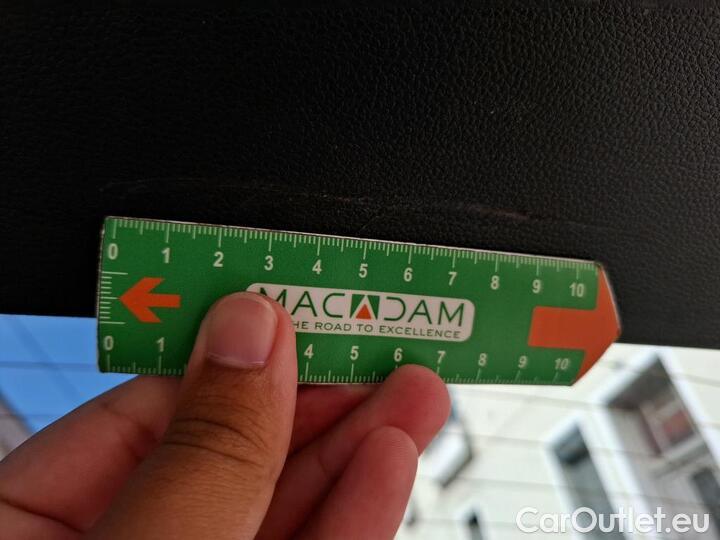 0 1 2 3 4 5 6 7 8 9 10
MACADAM
HE ROAD TO EXCELLENCE
0 1 4 5 6 7 8 9 10
CarOutlet.eu